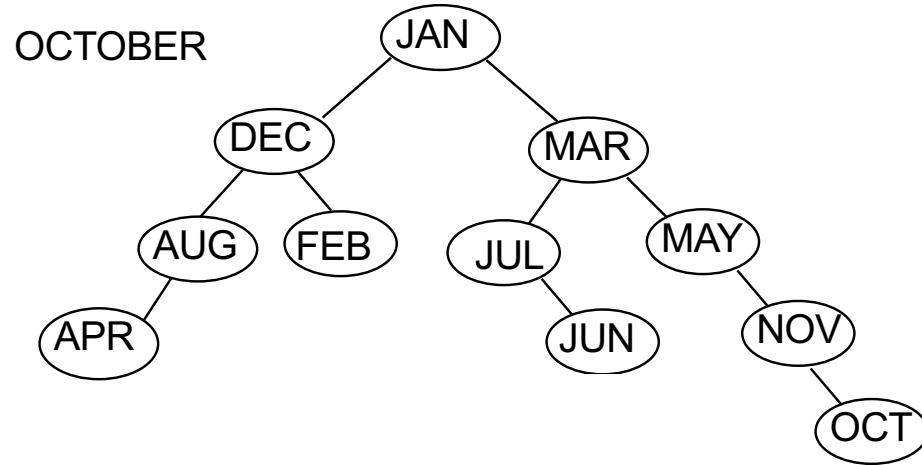 OCTOBER
JAN
DEC
MAR
AUG
FEB
JUL
MAY
APR
JUN
NOV
OCT